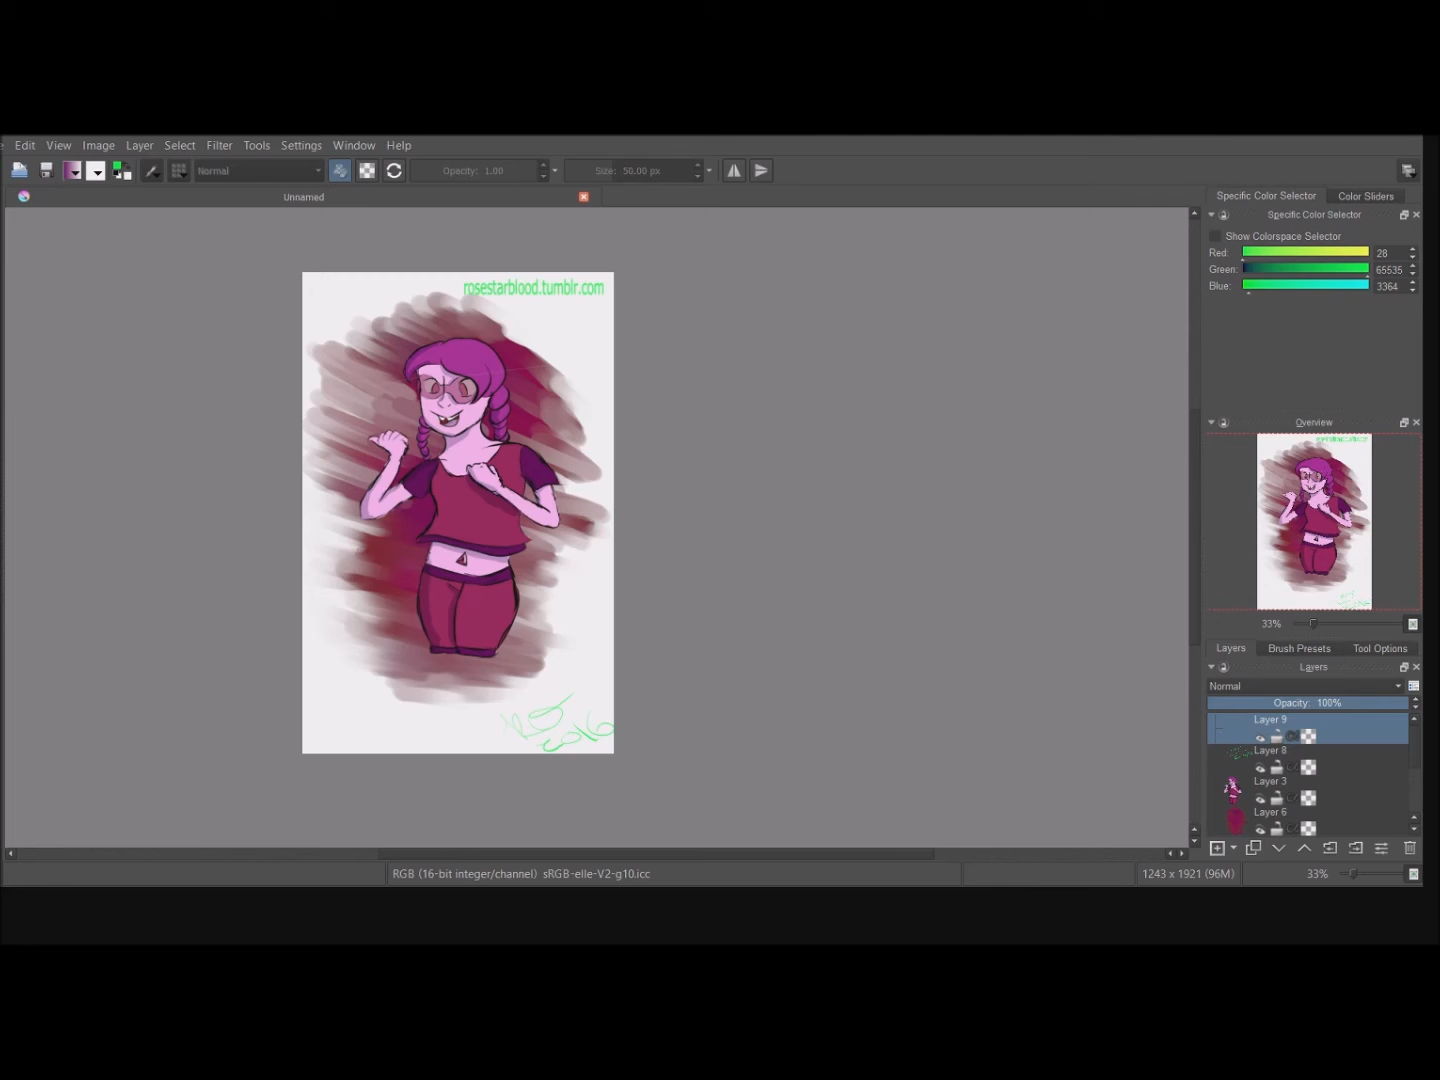 Edit View Image Layer Select Filter Tools Settings Window Help
Normal Opacity: 1.00 Size: 50.00 px
Unnamed
Specific Color Selector Color Sliders
Specific Color Selector
Show Colorspace Selector
Red: 28
Green: 65535
Blue: 3364
rosestarblood.tumblr.com
2016
Overview
33%
Layers Brush Presets Tool Options
Layers
Normal
Opacity: 100%
Layer 9
Layer 8
Layer 3
Layer 6
RGB (16-bit integer/channel) sRGB-elle-V2-g10.icc
1243 x 1921 (96M)
33%